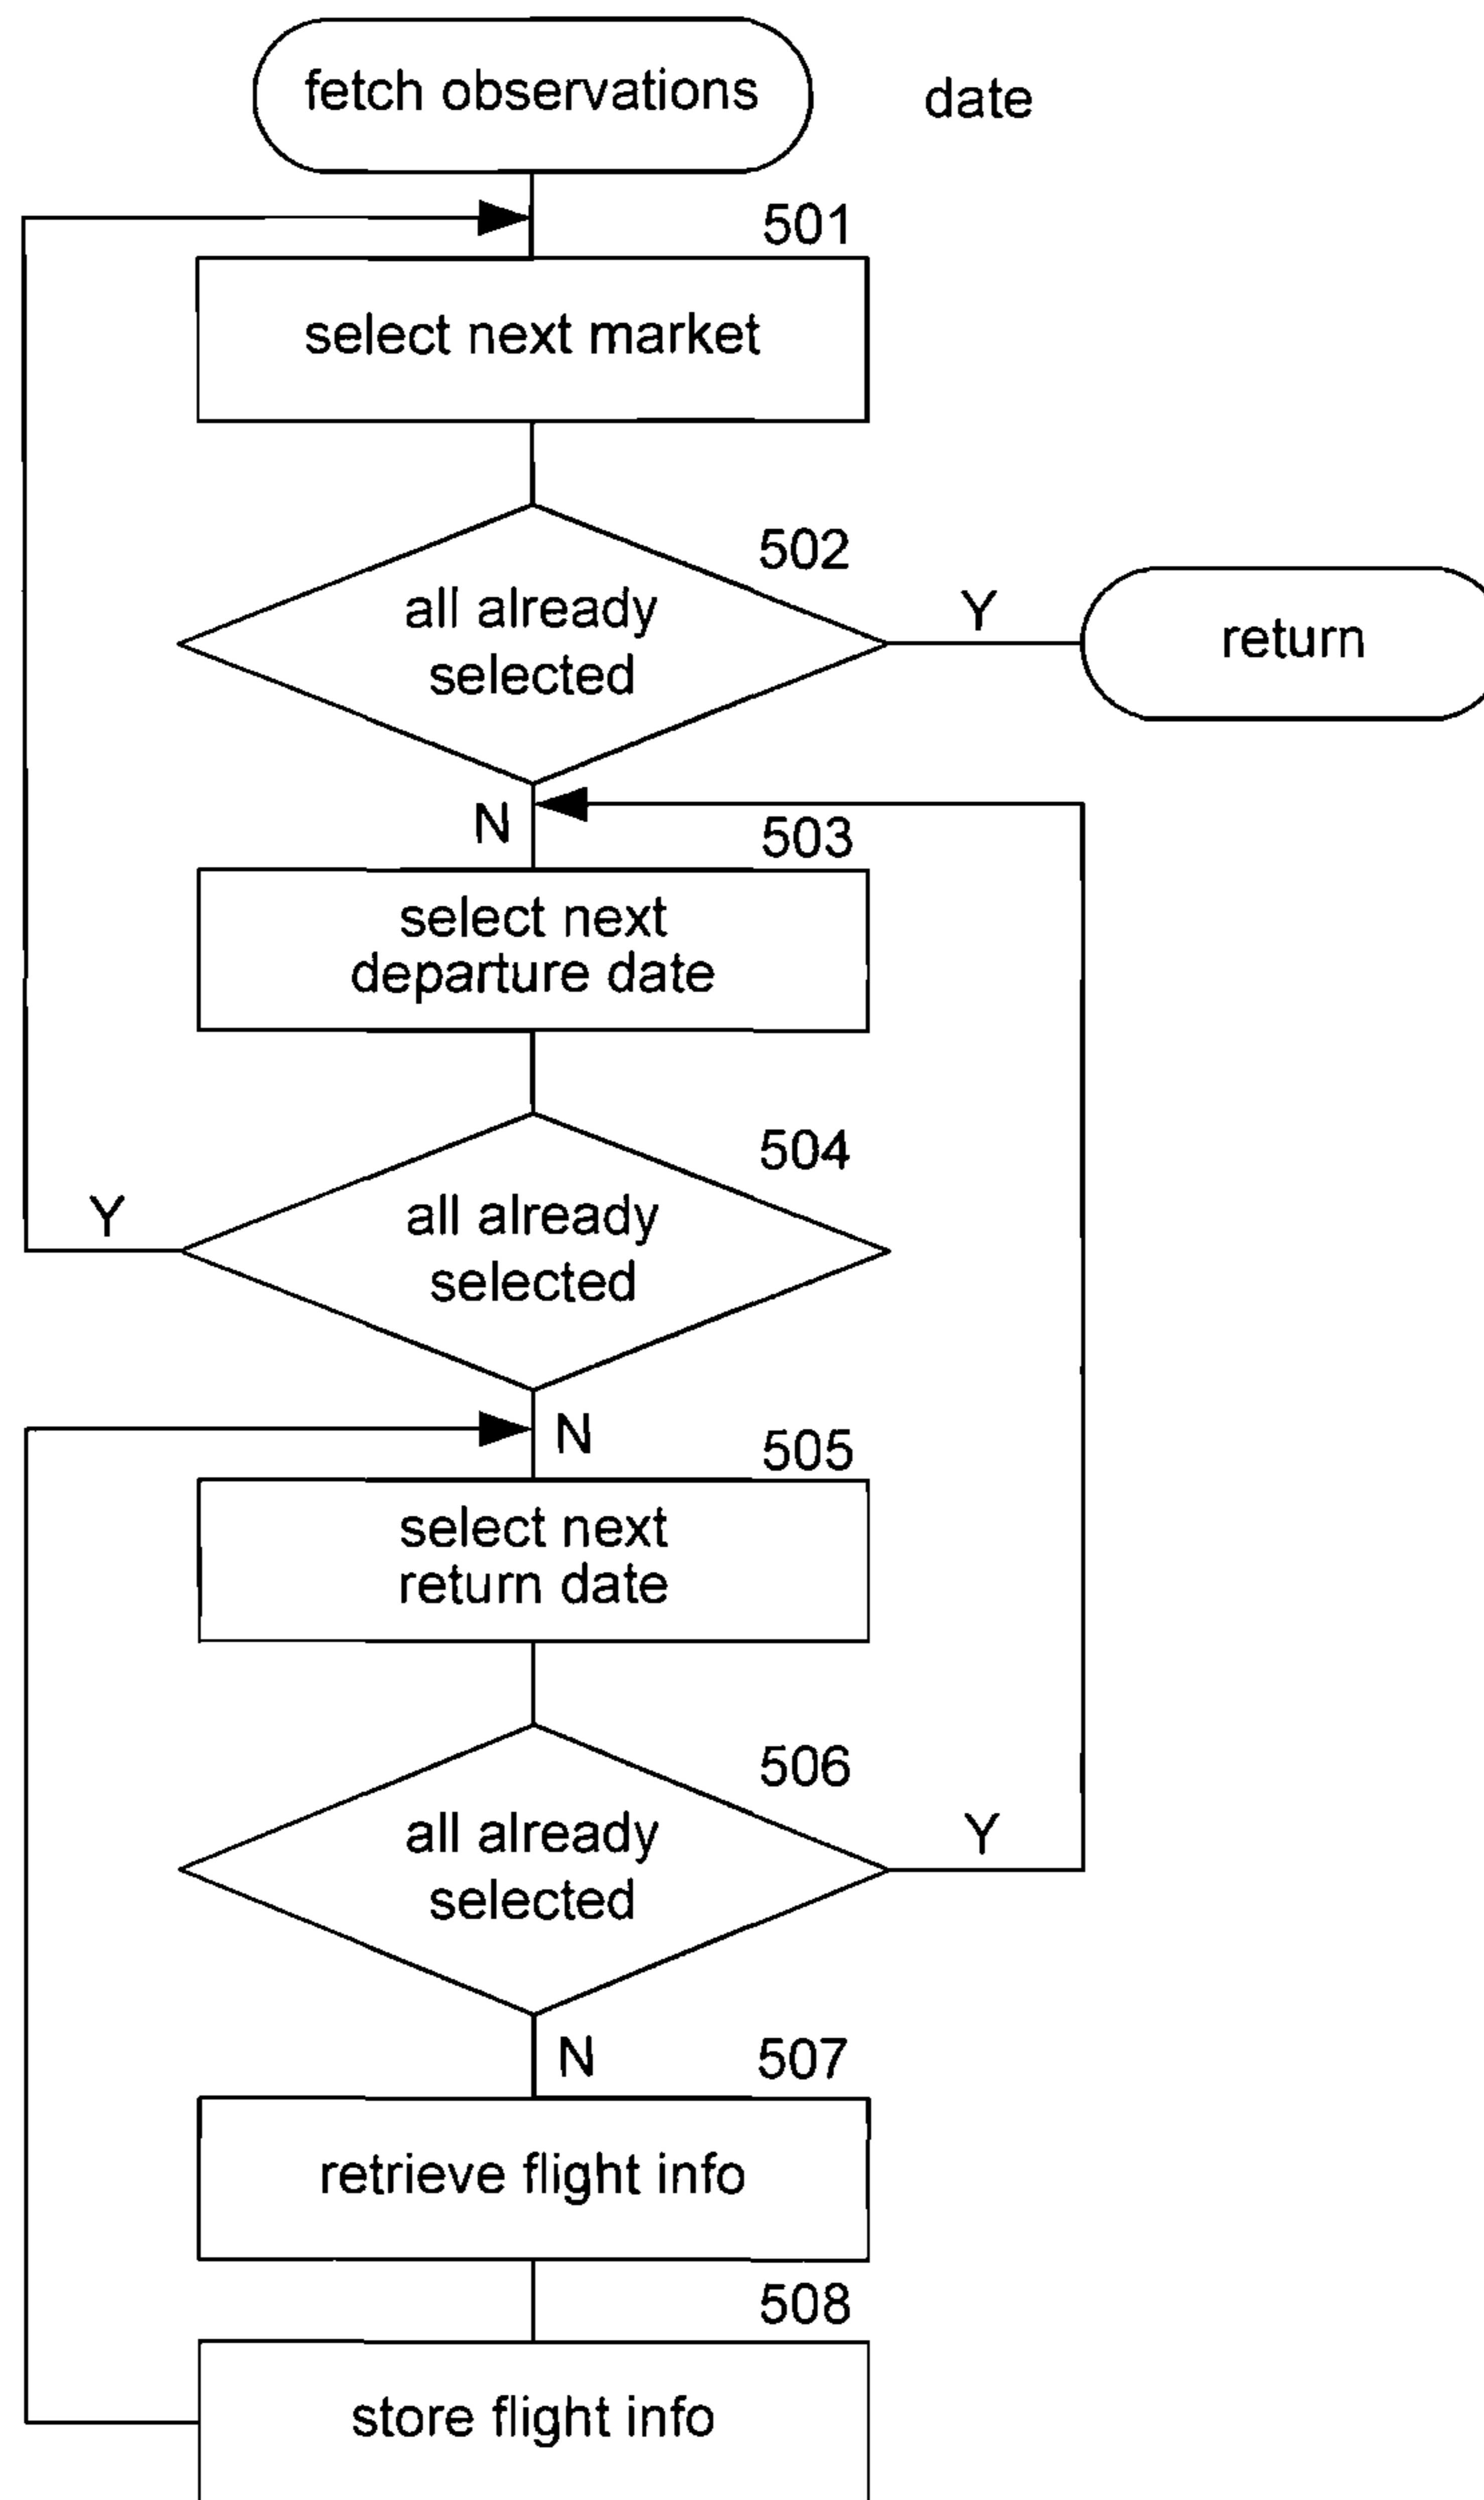 fetch observations
date
501
select next market
502
all already
selected
Y
return
N
503
select next
departure date
504
all already
selected
Y
N
505
select next
return date
506
all already
selected
Y
N
507
retrieve flight info
508
store flight info